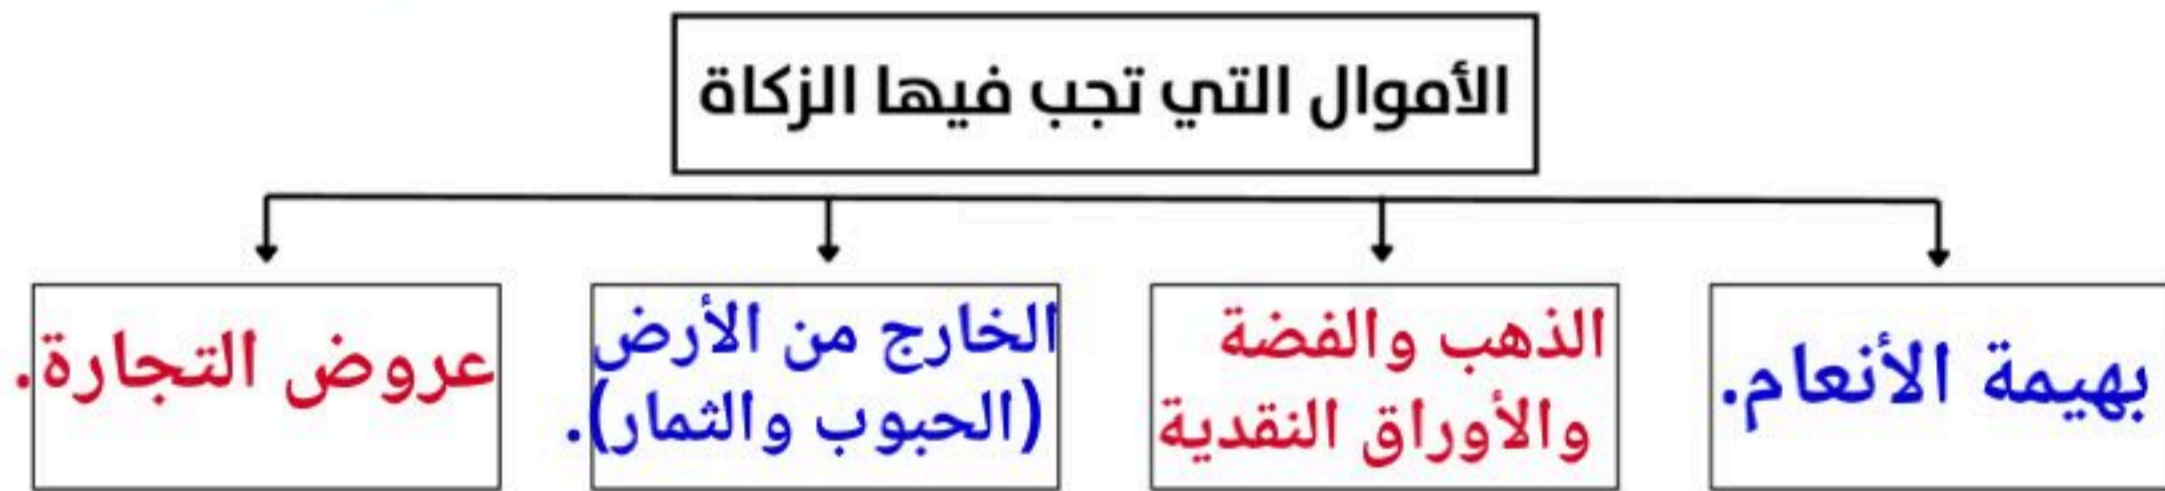 الأموال التي تجب فيها الزكاة
بهيمة الأنعام.
الذهب والفضة
والأوراق النقدية
الخارج من الأرض
(الحبوب والثمار).
عروض التجارة.